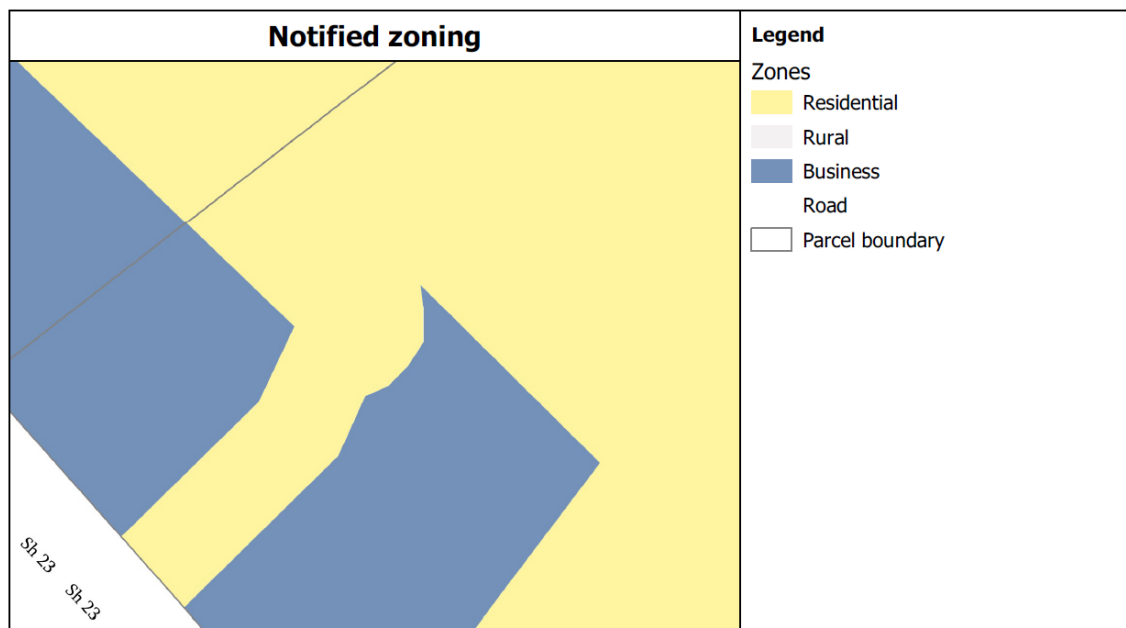 Notified zoning
Legend
Zones
Residential
Rural
Business
Road
Parcel boundary
Sh 23
Sh 23